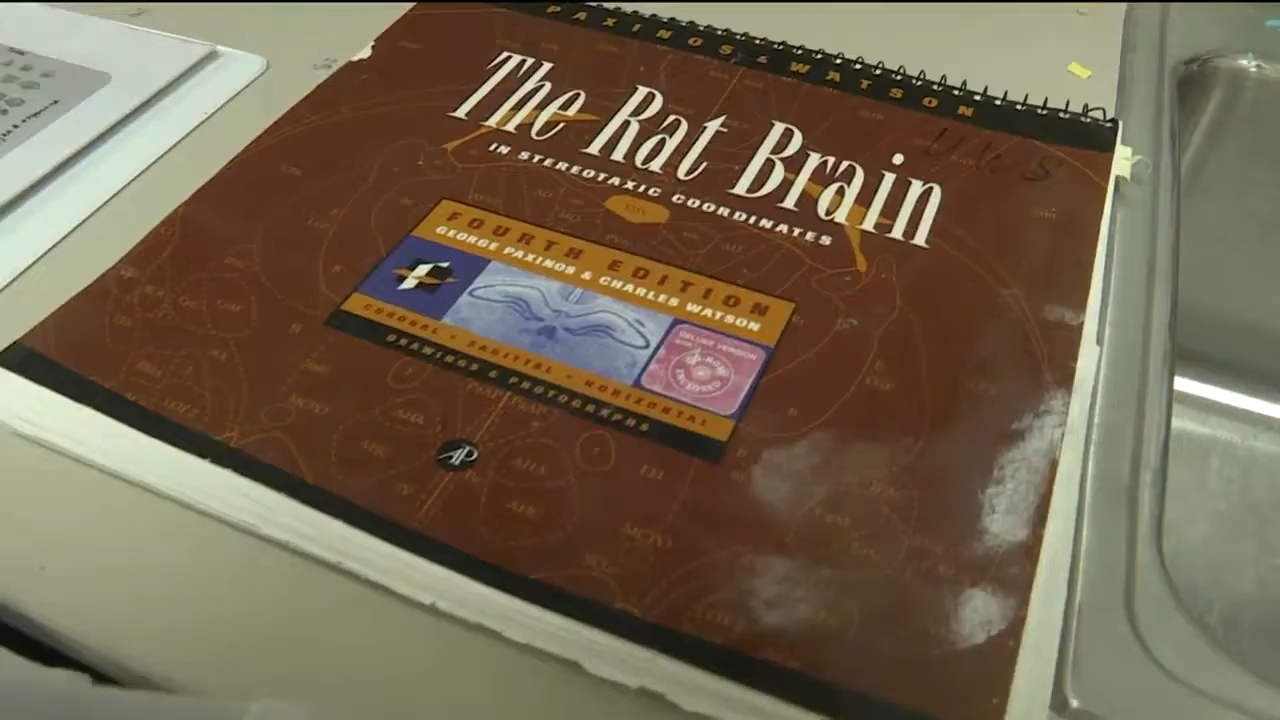 PAXINOS & WATSON
The Rat Brain
IN STEREOTAXIC COORDINATES
FOURTH EDITION
GEORGE PAXINOS & CHARLES WATSON
DELUXE VERSION
ENCLOSED
CORONAL • SAGITTAL • HORIZONTAL
DRAWINGS & PHOTOGRAPHS
AP